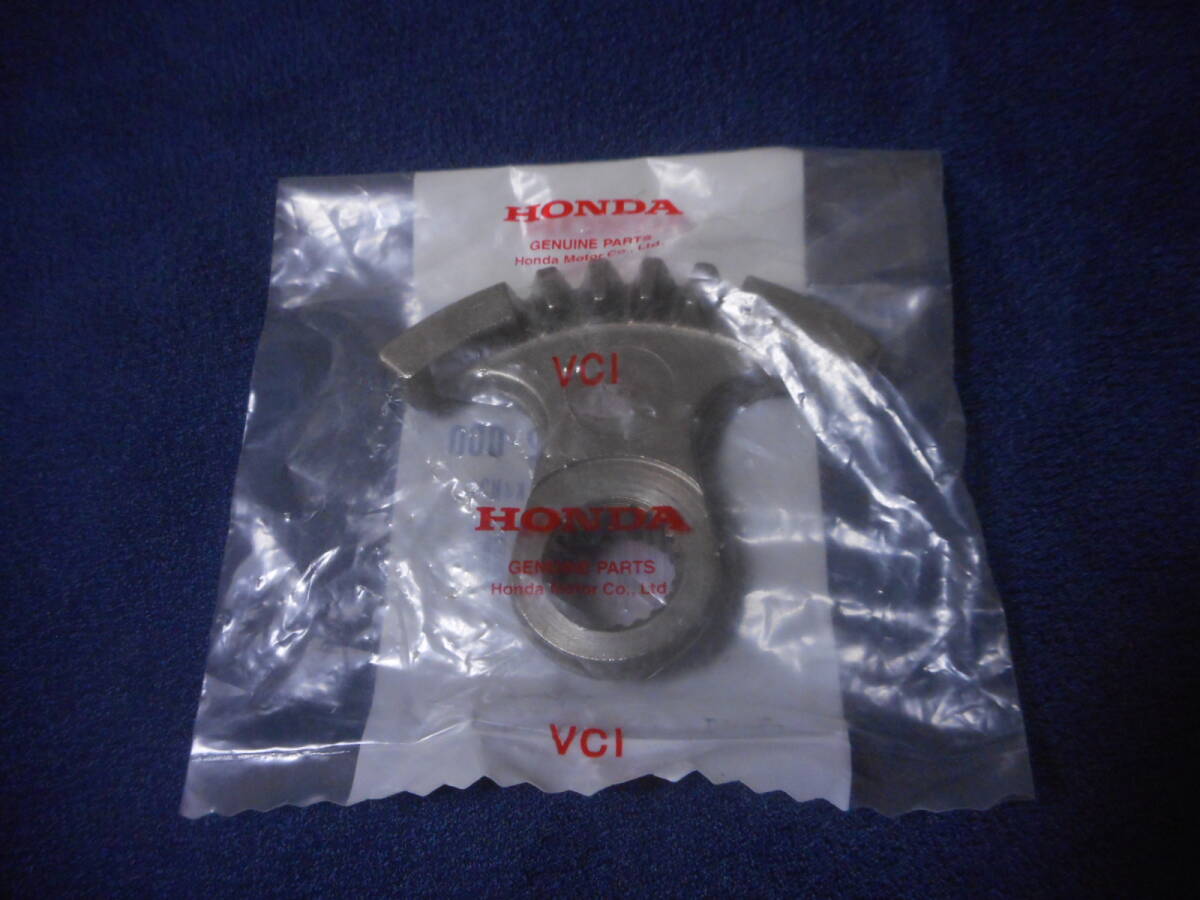 HONDA
GENUINE PARTS
Honda Motor Co., Ltd
VCI
HONDA
GENUINE PARTS
Honda Motor Co., Ltd
VCI